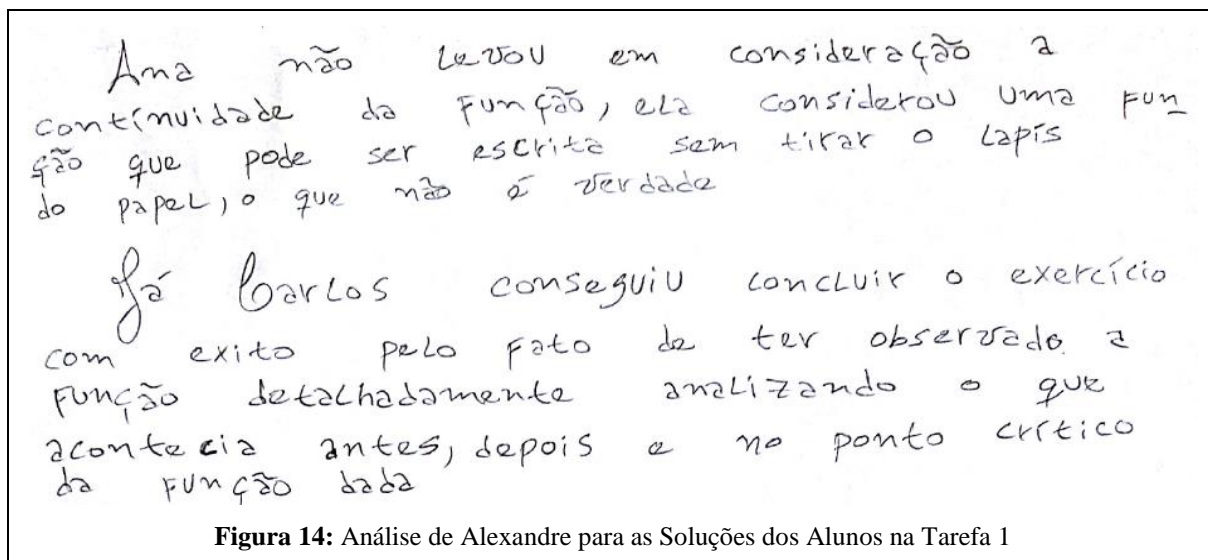 Ana não levou em consideração a
continuidade da função, ela considerou uma fun
ção que pode ser escrita sem tirar o lapís
do papel, o que não é verdade
Já Carlos conseguiu concluir o exercício
com exito pelo fato de ter observado a
função detalhadamente analizando o que
acontecia antes, depois e no ponto crítico
da função dada
Figura 14: Análise de Alexandre para as Soluções dos Alunos na Tarefa 1